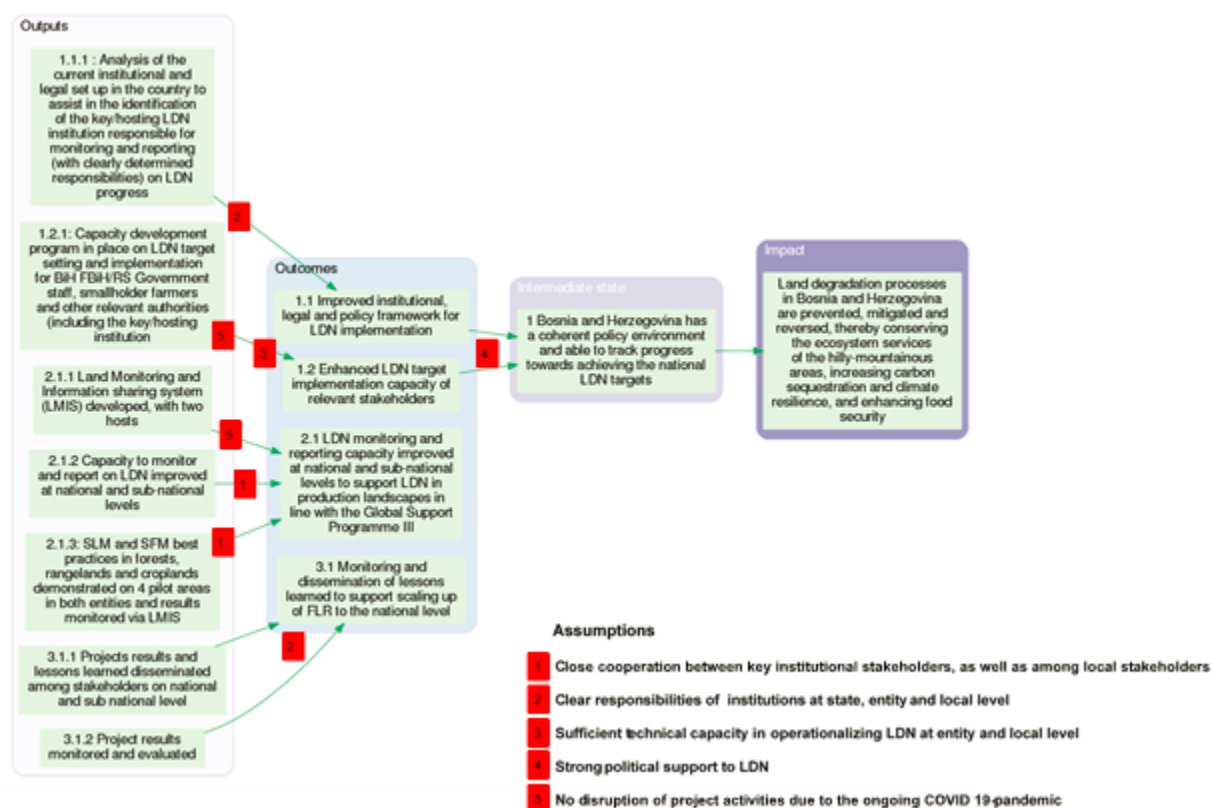 Outputs
1.1.1 : Analysis of the
current institutional and
legal set up in the country to
assist in the identification
of the key/hosting LDN
institution responsible for
monitoring and reporting
(with clearly determined
responsibilities) on LDN
progress
2
1.2.1: Capacity development
program in place on LDN target
setting and implementation
for BiH FBiH/RS Government
staff, smallholder farmers
and other relevant authorities
(including the key/hosting
institution
5
3
2.1.1 Land Monitoring and
Information sharing system
(LMIS) developed, with two
hosts
5
2.1.2 Capacity to monitor
and report on LDN improved
at national and sub-national
levels
1
2.1.3: SLM and SFM best
practices in forests,
rangelands and croplands
demonstrated on 4 pilot areas
in both entities and results
monitored via LMIS
1
3.1.1 Projects results and
lessons learned disseminated
among stakeholders on national
and sub national level
3.1.2 Project results
monitored and evaluated
2
Outcomes
1.1 Improved institutional,
legal and policy framework for
LDN implementation
1.2 Enhanced LDN target
implementation capacity of
relevant stakeholders
2.1 LDN monitoring and
reporting capacity improved
at national and sub-national
levels to support LDN in
production landscapes in
line with the Global Support
Programme III
3.1 Monitoring and
dissemination of lessons
learned to support scaling up
of FLR to the national level
4
Intermediate state
1 Bosnia and Herzegovina has
a coherent policy environment
and able to track progress
towards achieving the national
LDN targets
Impact
Land degradation processes
in Bosnia and Herzegovina
are prevented, mitigated and
reversed, thereby conserving
the ecosystem services
of the hilly-mountainous
areas, increasing carbon
sequestration and climate
resilience, and enhancing food
security
Assumptions
1 Close cooperation between key institutional stakeholders, as well as among local stakeholders
2 Clear responsibilities of institutions at state, entity and local level
3 Sufficient technical capacity in operationalizing LDN at entity and local level
4 Strong political support to LDN
5 No disruption of project activities due to the ongoing COVID 19-pandemic